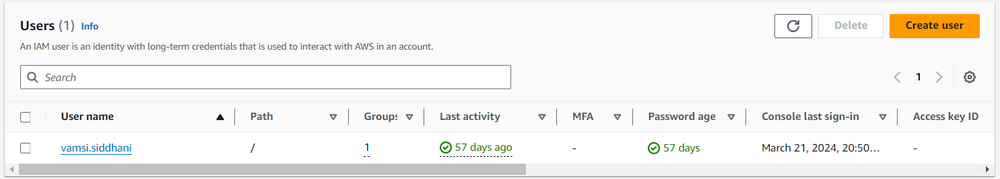 Users (1) Info
Delete
Create user
An IAM user is an identity with long-term credentials that is used to interact with AWS in an account.
Search
1
User name Path Groups Last activity MFA Password age Console last sign-in Access key ID
vamsi.siddhani / 1 57 days ago - 57 days March 21, 2024, 20:50... -